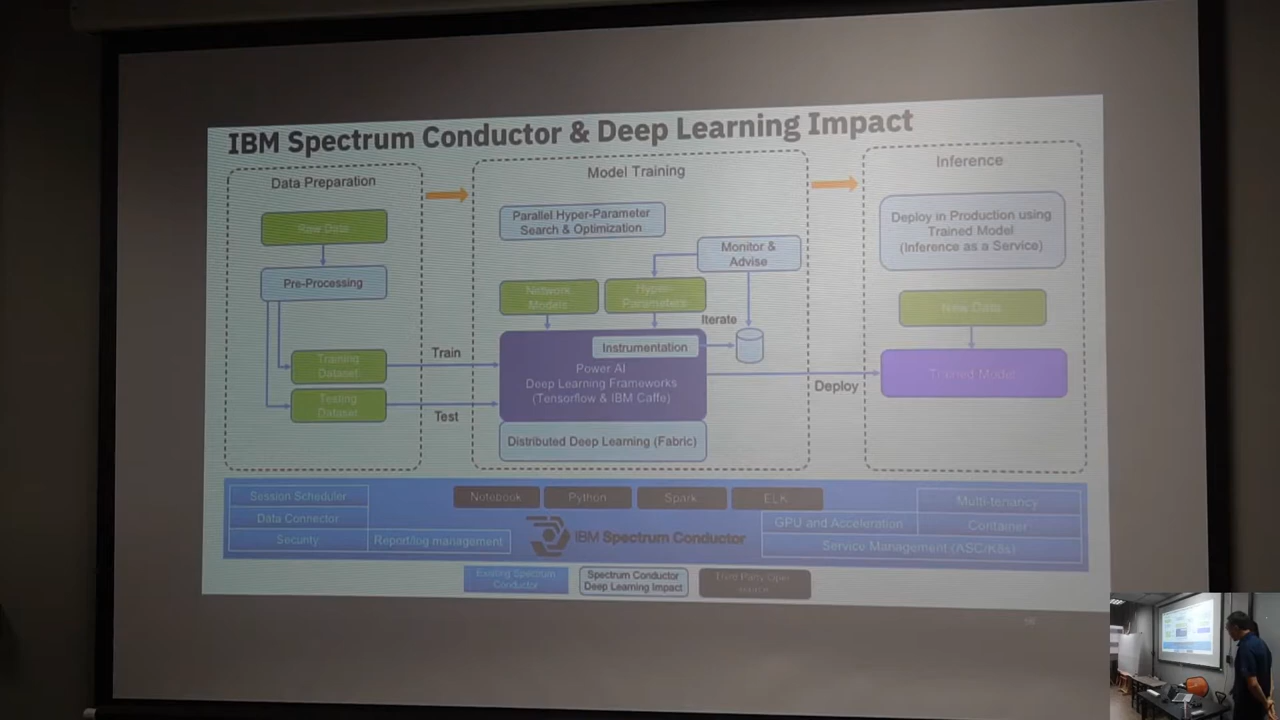 IBM Spectrum Conductor & Deep Learning Impact
Data Preparation
Raw Data
Pre-Processing
Training
Dataset
Testing
Dataset
Train
Test
Model Training
Parallel Hyper-Parameter
Search & Optimization
Monitor &
Advise
Network
Models
Hyper-
Parameters
Iterate
Instrumentation
Power AI
Deep Learning Frameworks
(Tensorflow & IBM Caffe)
Distributed Deep Learning (Fabric)
Deploy
Inference
Deploy in Production using
Trained Model
(Inference as a Service)
New Data
Trained Model
Session Scheduler
Data Connector
Security
Report/log management
Notebook
Python
Spark
ELK
IBM Spectrum Conductor
Multi-tenancy
GPU and Acceleration
Container
Service Management (ASC/K8s)
Existing Spectrum
Conductor
Spectrum Conductor
Deep Learning Impact
Third Party Open
source